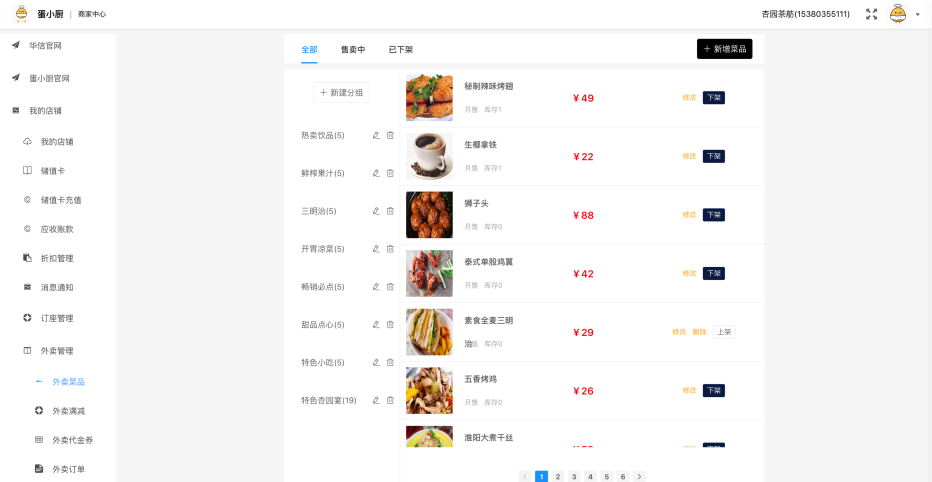 蛋小厨 | 商家中心
杏园茶舫(15380355111)
华信官网
蛋小厨官网
我的店铺
我的店铺
储值卡
储值卡充值
应收账款
折扣管理
消息通知
订座管理
外卖管理
外卖菜品
外卖满减
外卖代金券
外卖订单
全部 售卖中 已下架
+ 新增菜品
+ 新建分组
热卖饮品(5)
鲜榨果汁(5)
三明治(5)
开胃凉菜(5)
畅销必点(5)
甜品点心(5)
特色小吃(5)
特色杏园宴(19)
秘制辣味烤翅
月售 库存1
¥49
修改 下架
生椰拿铁
月售 库存1
¥22
修改 下架
狮子头
月售 库存0
¥88
修改 下架
泰式单股鸡翼
月售 库存0
¥42
修改 下架
素食全麦三明
治
库存0
¥29
修改 删除 上架
五香烤鸡
月售 库存0
¥26
修改 下架
淮阳大煮干丝
< 1 2 3 4 5 6 >